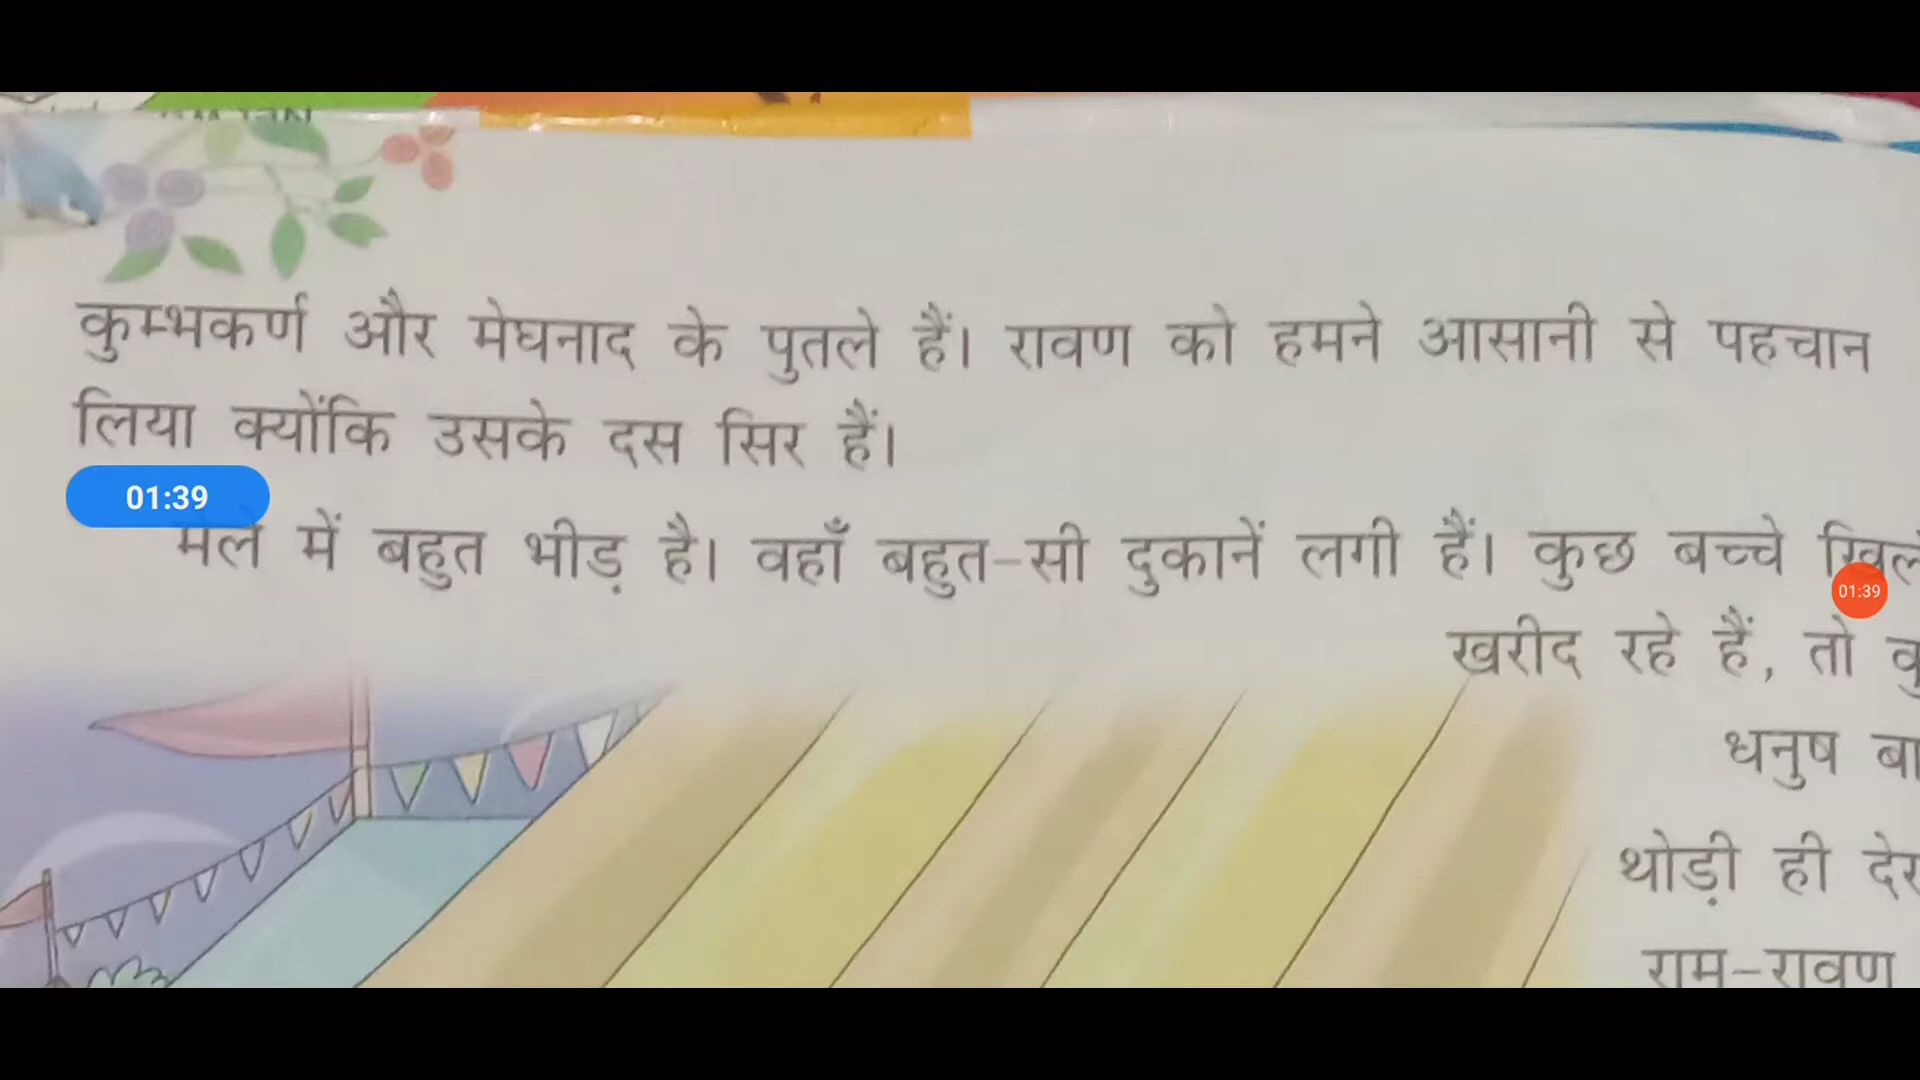 कुम्भकर्ण और मेघनाद के पुतले हैं। रावण को हमने आसानी से पहचान
लिया क्योंकि उसके दस सिर हैं।
01:39
मेले में बहुत भीड़ है। वहाँ बहुत-सी दुकानें लगी हैं। कुछ बच्चे
01:39
खरीद रहे हैं, तो
धनुष
थोड़ी ही
राम-रावण